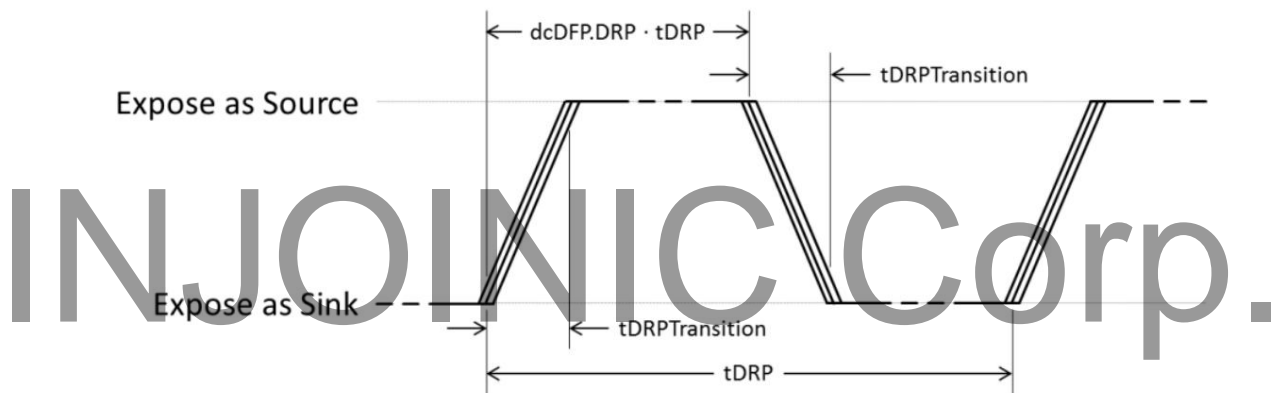 dcDFP.DRP · tDRP
tDRPTransition
Expose as Source
INJOINIC Corp.
Expose as Sink
tDRPTransition
tDRP